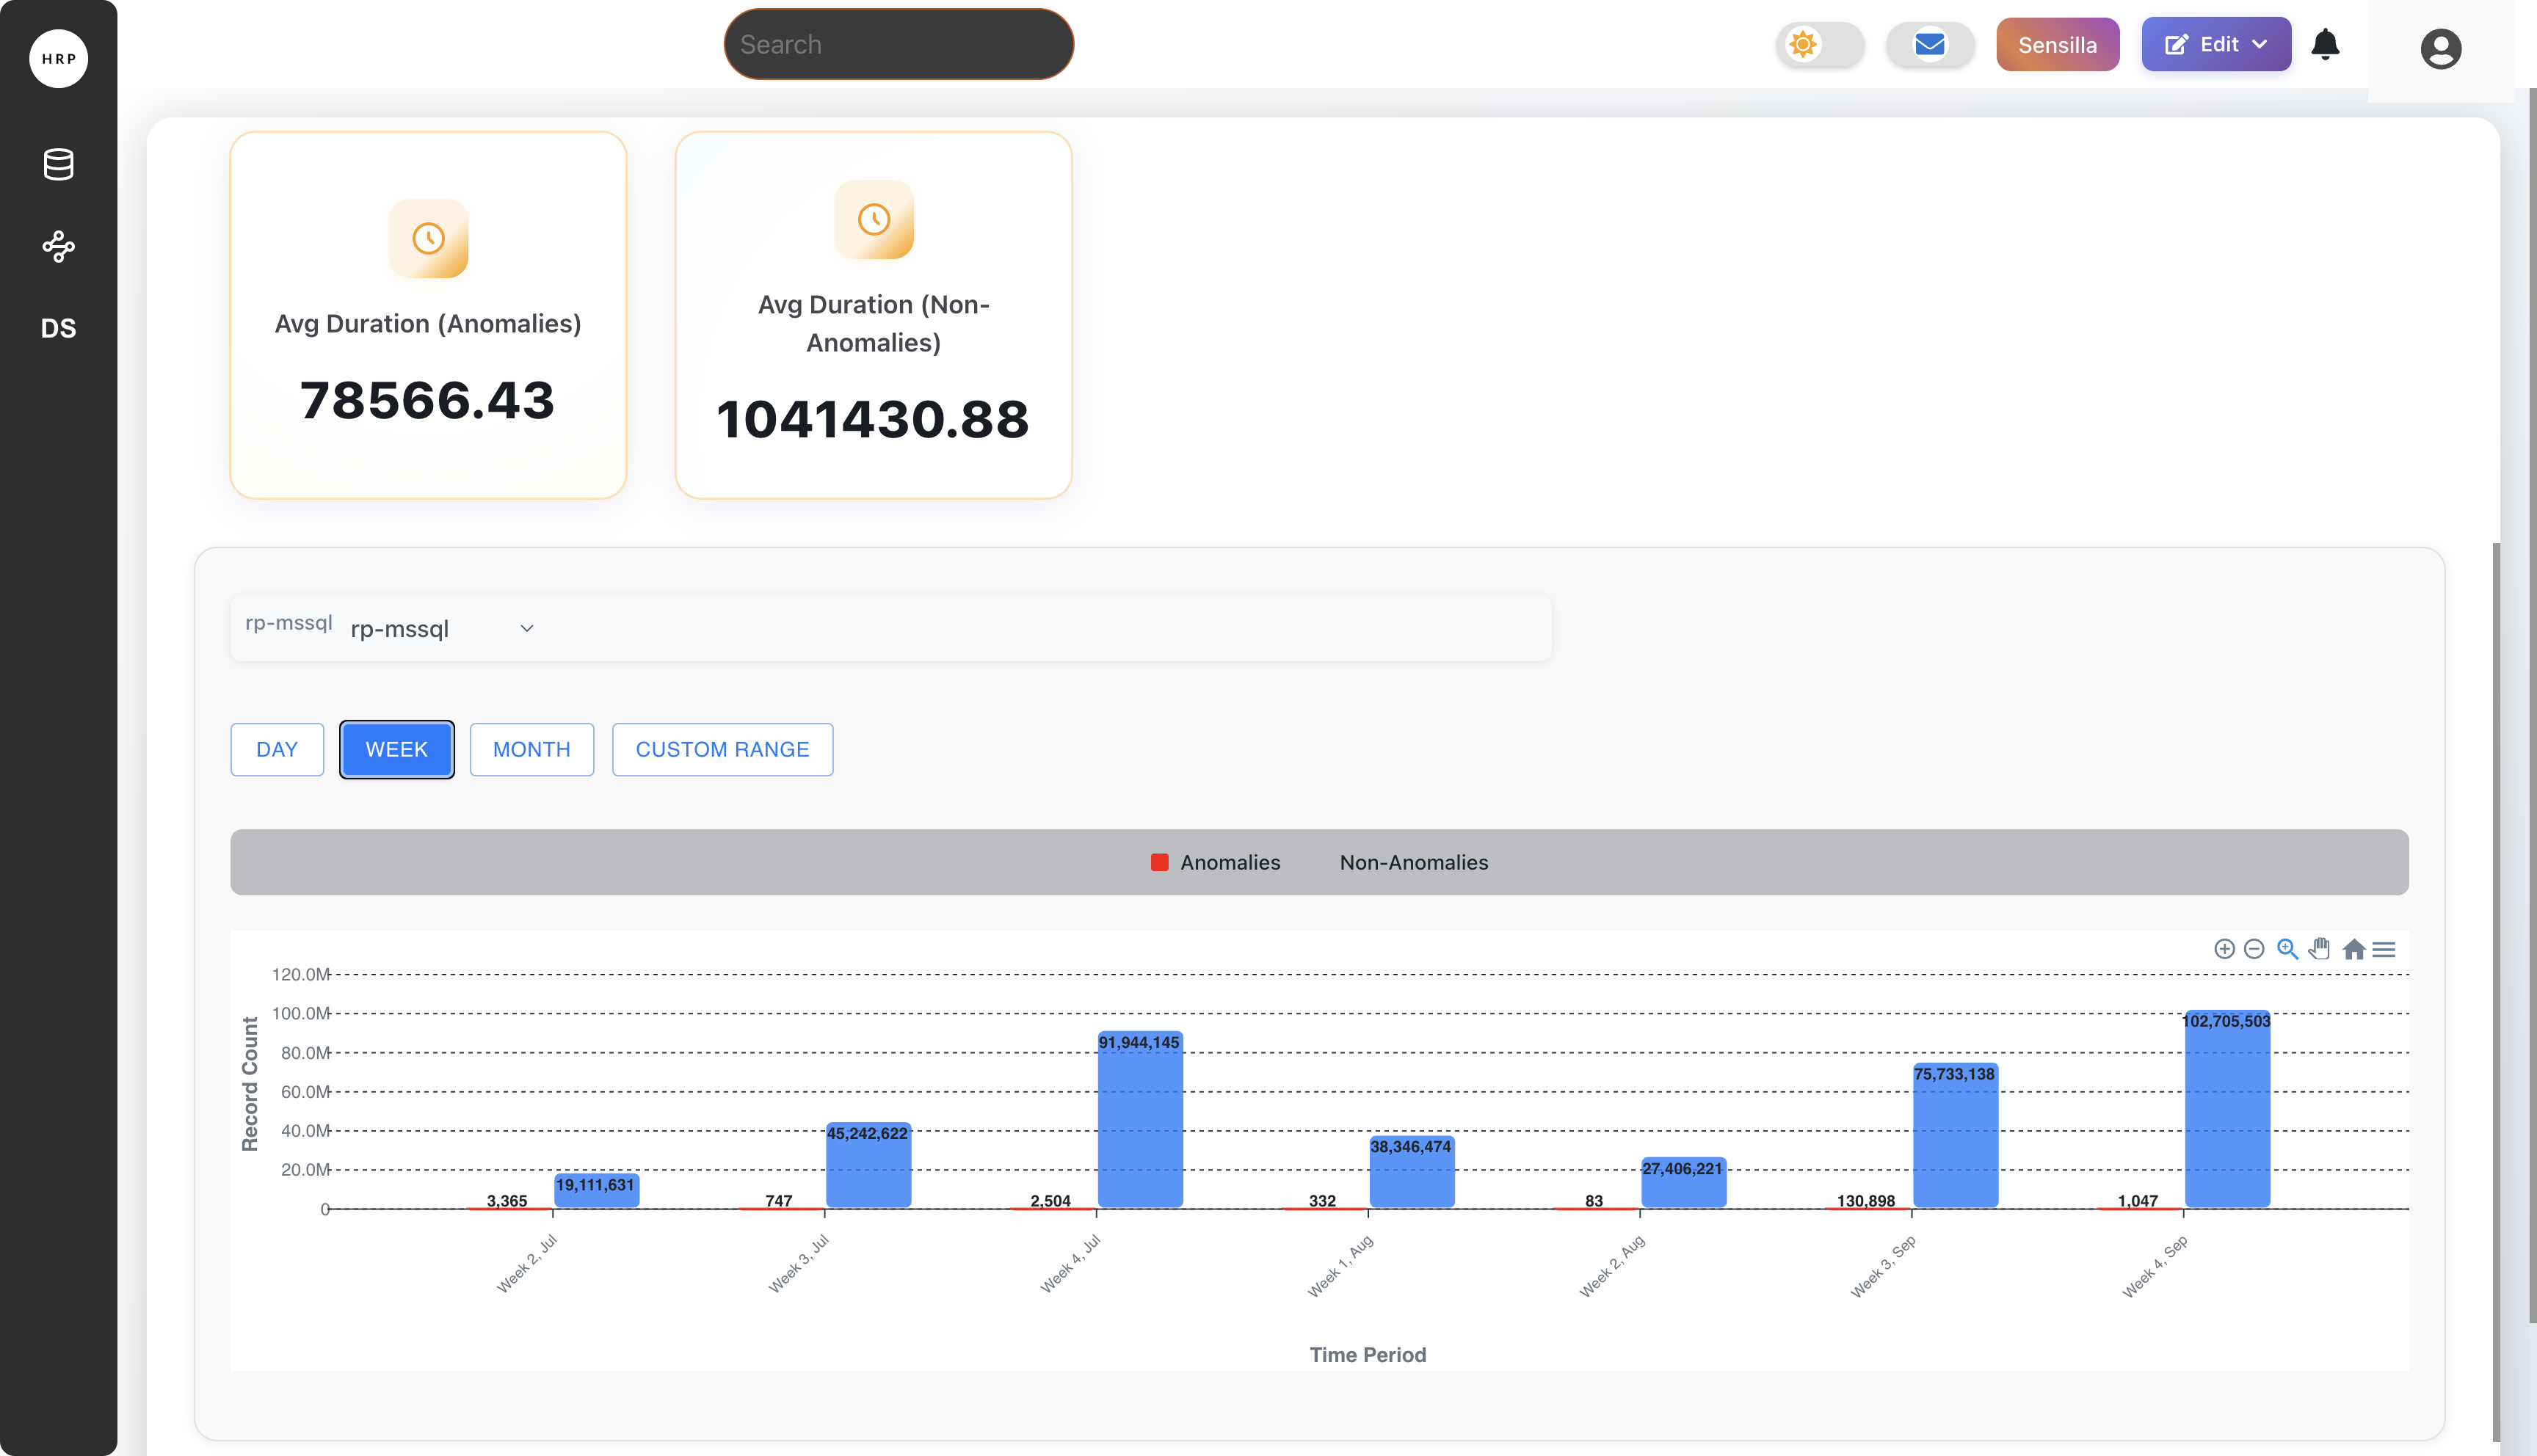 HRP
Search
Sensilla
Edit
DS
Avg Duration (Anomalies)
78566.43
Avg Duration (Non-
Anomalies)
1041430.88
rp-mssql
rp-mssql
DAY
WEEK
MONTH
CUSTOM RANGE
Anomalies
Non-Anomalies
Record Count
120.0M
100.0M
80.0M
60.0M
40.0M
20.0M
0
3,365
19,111,631
747
45,242,622
2,504
91,944,145
332
38,346,474
83
27,406,221
130,898
75,733,138
1,047
102,705,503
Week 2, Jul
Week 3, Jul
Week 4, Jul
Week 1, Aug
Week 2, Aug
Week 3, Sep
Week 4, Sep
Time Period